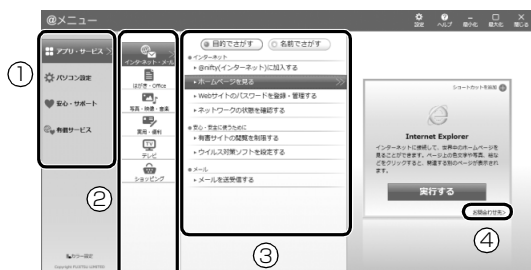 @メニュー
設定 ヘルプ 最小化 最大化 閉じる
アプリ・サービス
パソコン設定
安心・サポート
有償サービス
①
カラー設定
Copyright FUJITSU LIMITED
インターネット・メール
はがき・Office
写真・映像・音楽
実用・便利
テレビ
ショッピング
②
目的でさがす 名前でさがす
インターネット
@nifty(インターネット)に加入する
ホームページを見る
Webサイトのパスワードを登録・管理する
ネットワークの状態を確認する
安心・安全に使うために
有害サイトの閲覧を制限する
ウイルス対策ソフトを設定する
メール
メールを送受信する
③
ショートカットを追加
Internet Explorer
インターネットに接続して、世界中のホームページを
見ることができます。ページ上の色文字や写真、絵な
どをクリックすると、関連する別のページが表示され
ます。
実行する
お問合わせ先>
④